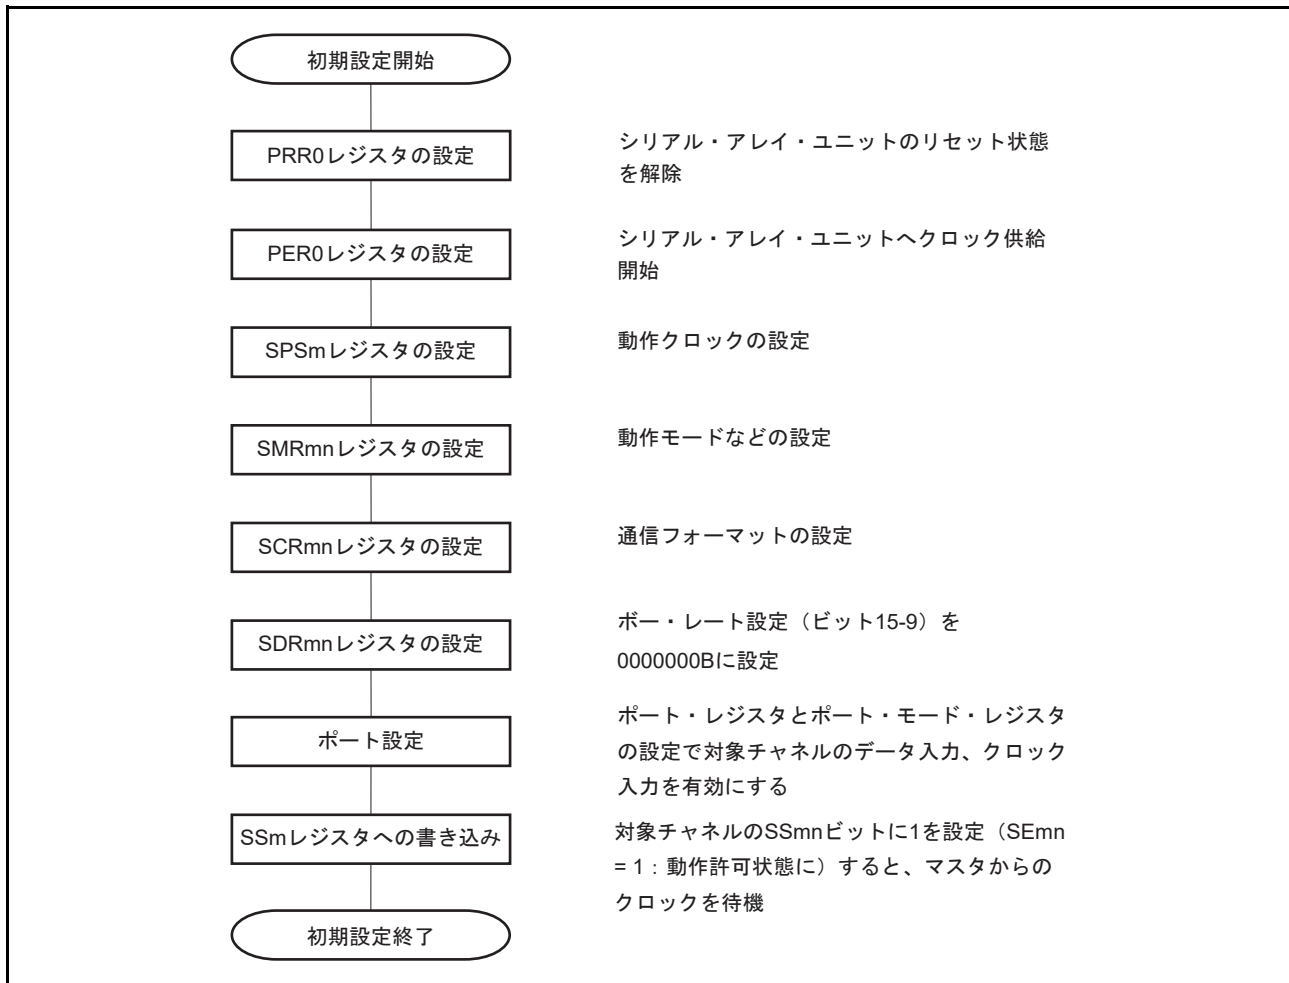 初期設定開始
PRR0レジスタの設定
シリアル・アレイ・ユニットのリセット状態
を解除
PER0レジスタの設定
シリアル・アレイ・ユニットへクロック供給
開始
SPSmレジスタの設定
動作クロックの設定
SMRmnレジスタの設定
動作モードなどの設定
SCRmnレジスタの設定
通信フォーマットの設定
SDRmnレジスタの設定
ボー・レート設定（ビット15-9）を
0000000Bに設定
ポート設定
ポート・レジスタとポート・モード・レジスタ
の設定で対象チャネルのデータ入力、クロック
入力を有効にする
SSmレジスタへの書き込み
対象チャネルのSSmnビットに1を設定（SEmn
= 1：動作許可状態に）すると、マスタからの
クロックを待機
初期設定終了